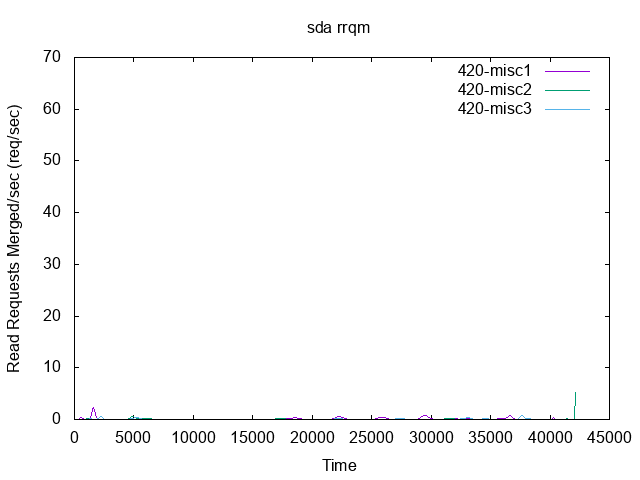 sda rrqm
70
60
50
40
30
20
10
0
Read Requests Merged/sec (req/sec)
420-misc1
420-misc2
420-misc3
0 5000 10000 15000 20000 25000 30000 35000 40000 45000
Time